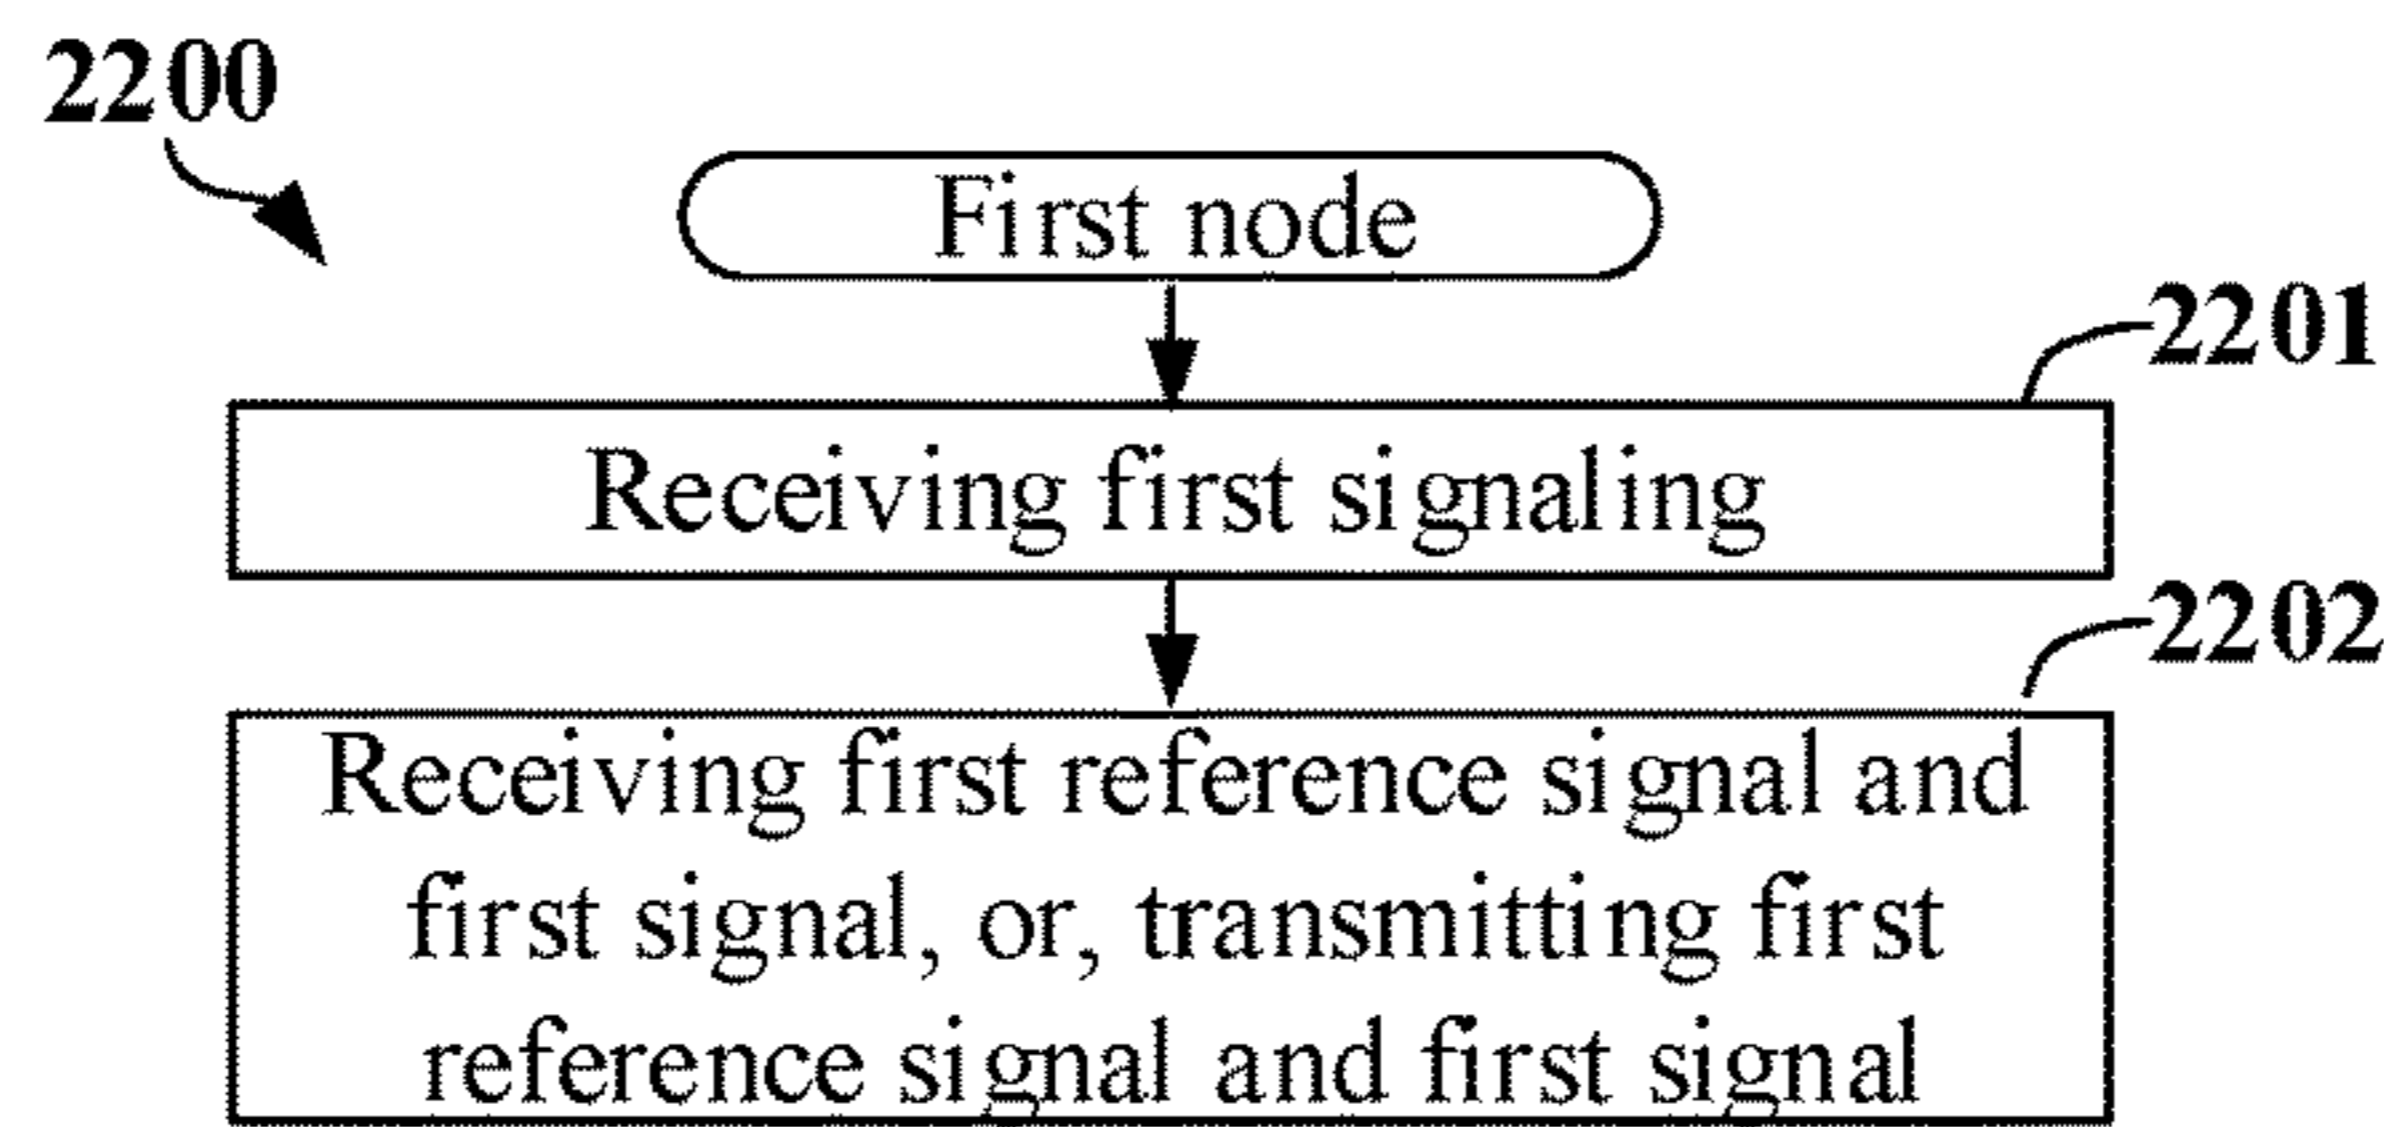 2200
First node
2201
Receiving first signaling
2202
Receiving first reference signal and
first signal, or, transmitting first
reference signal and first signal